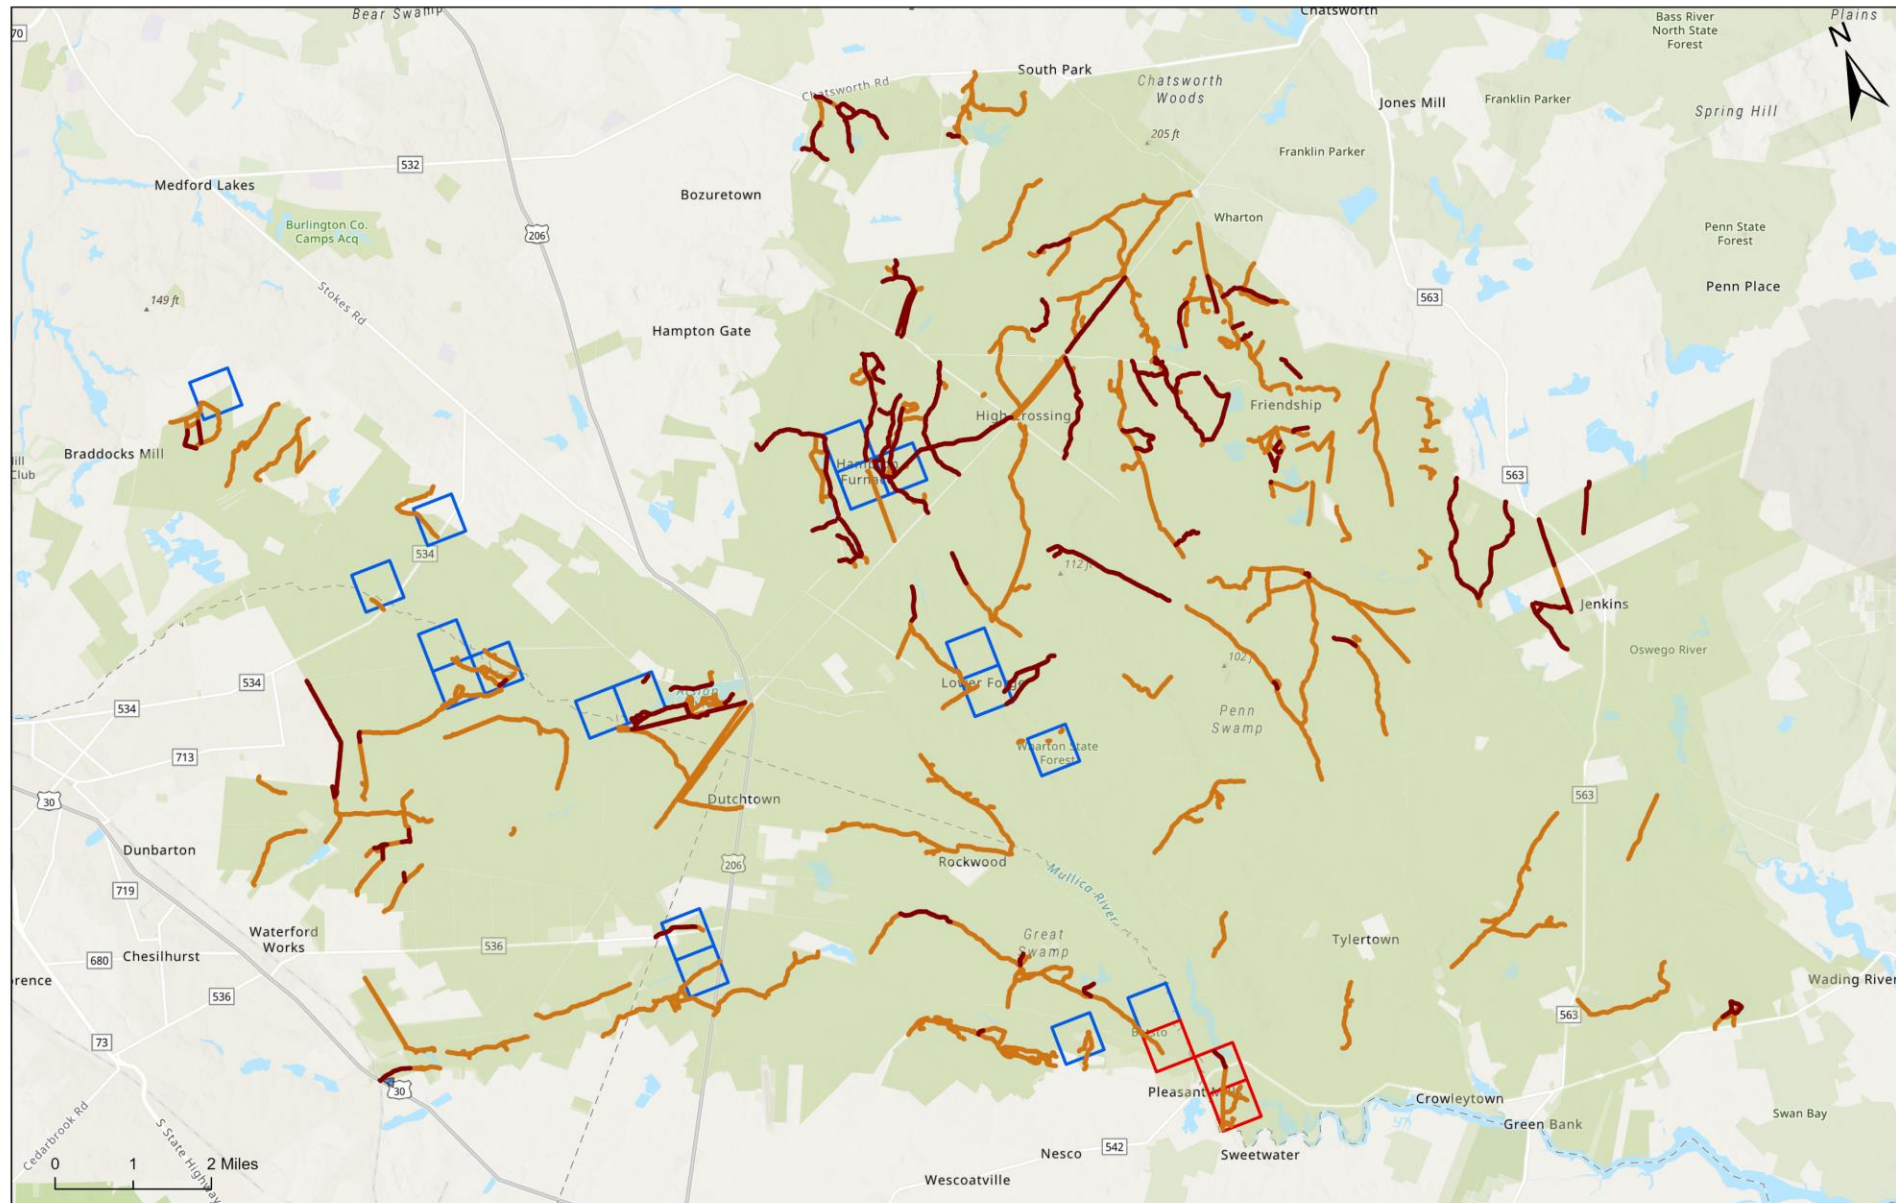 Bear Swamp
Chatsworth
Bass River
North State
Forest
Plains
N
70
South Park
Chatsworth Rd
Chatsworth
Woods
Jones Mill
Franklin Parker
Spring Hill
205 ft
532
Franklin Parker
Medford Lakes
Bozuretown
Burlington Co.
Camps Acq
206
Wharton
Penn State
Forest
149 ft
Stokes Rd
563
Penn Place
Hampton Gate
High Crossing
Friendship
Braddocks Mill
Club
Furnace
563
534
112 ft
Jenkins
Oswego River
534
102 ft
Lower Forge
534
Penn
Swamp
713
Wharton State
Forest
30
Dutchtown
563
Dunbarton
Rockwood
206
719
Mullica River
Waterford
Works
536
Great
Swamp
Tylertown
680
Chesilhurst
Wading River
536
563
73
Batsto
30
Pleasant Mills
Crowleytown
Swan Bay
Green Bank
Cedarbrook Rd
S State Highway
0 1 2 Miles
Nesco
542
Sweetwater
Wescoatville